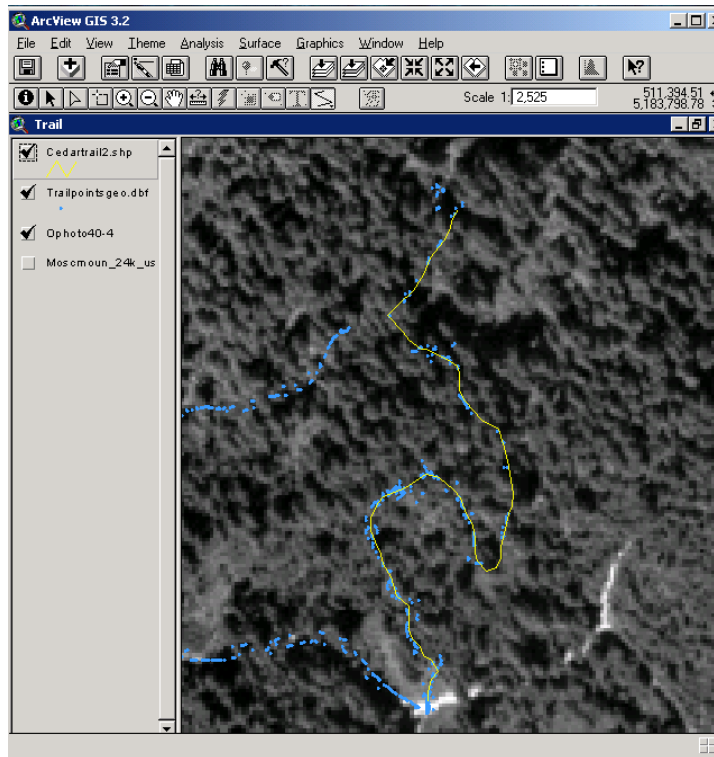 ArcView GIS 3.2
File Edit View Theme Analysis Surface Graphics Window Help
Scale 1: 2,525 511,394.51
5,183,798.78
Trail
Cedartrail2.shp
Trailpointsgeo.dbf
Ophoto40-4
Moscmoun_24k_us